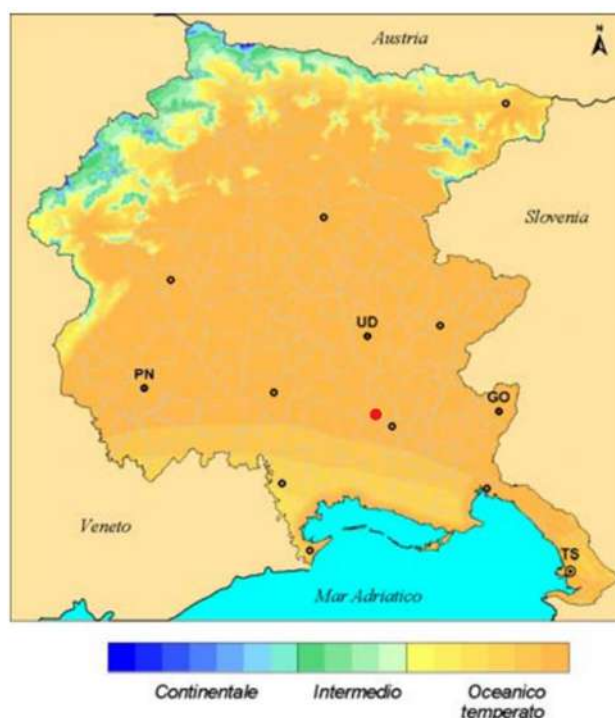 N
Austria
Slovenia
UD
PN
GO
Veneto
TS
Mar Adriatico
Continentale Intermedio Oceanico
temperato